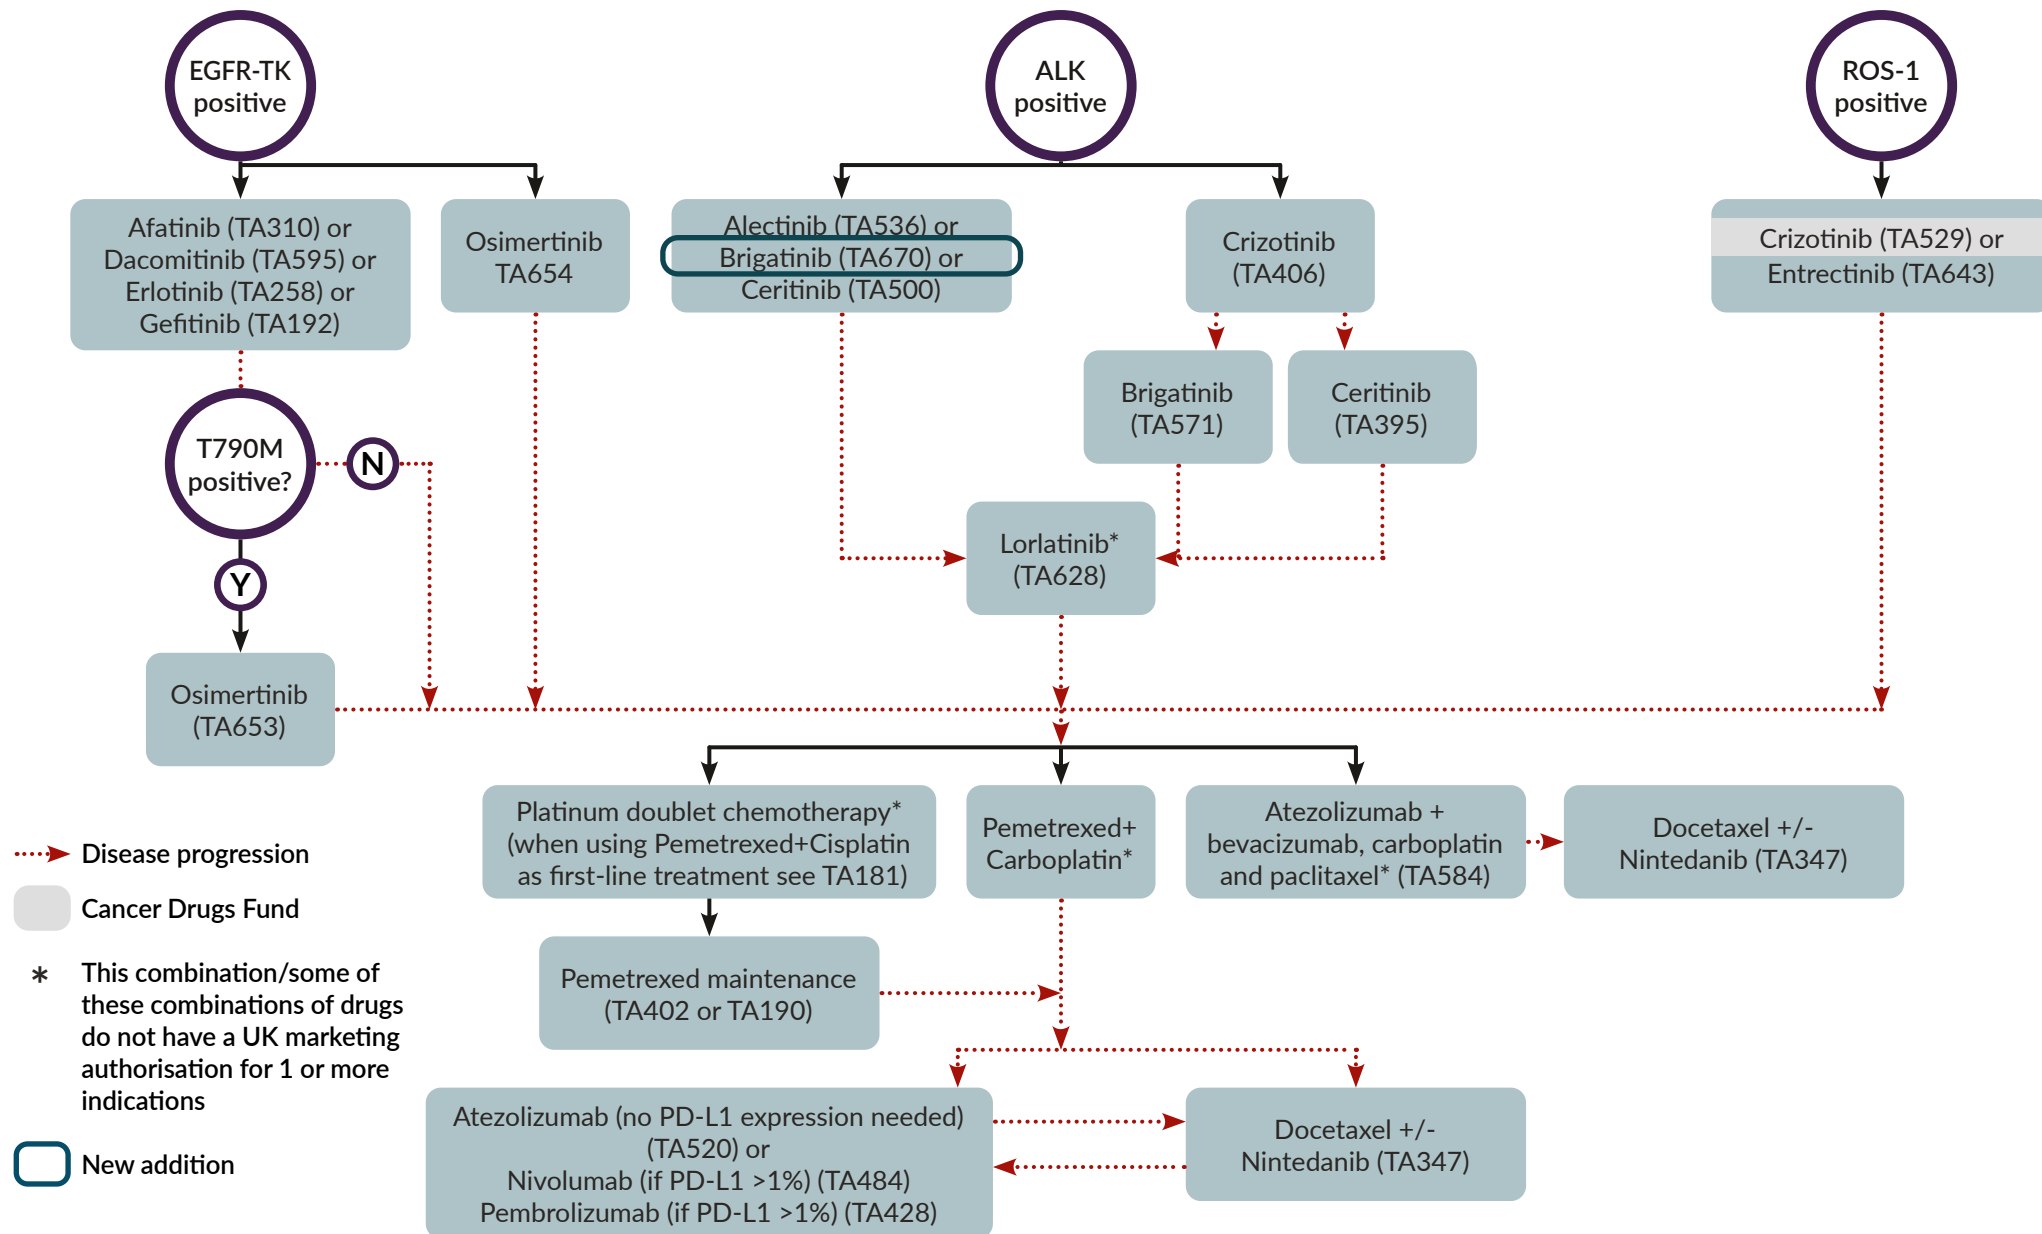 EGFR-TK
positive
ALK
positive
ROS-1
positive
Afatinib (TA310) or
Dacomitinib (TA595) or
Erlotinib (TA258) or
Gefitinib (TA192)
Osimertinib
TA654
Alectinib (TA536) or
Brigatinib (TA670) or
Ceritinib (TA500)
Crizotinib
(TA406)
Crizotinib (TA529) or
Entrectinib (TA643)
Brigatinib
(TA571)
Ceritinib
(TA395)
T790M
positive?
N
Y
Lorlatinib*
(TA628)
Osimertinib
(TA653)
Platinum doublet chemotherapy*
(when using Pemetrexed+Cisplatin
as first-line treatment see TA181)
Pemetrexed+
Carboplatin*
Atezolizumab +
bevacizumab, carboplatin
and paclitaxel* (TA584)
Docetaxel +/-
Nintedanib (TA347)
Pemetrexed maintenance
(TA402 or TA190)
Atezolizumab (no PD-L1 expression needed)
(TA520) or
Nivolumab (if PD-L1 >1%) (TA484)
Pembrolizumab (if PD-L1 >1%) (TA428)
Docetaxel +/-
Nintedanib (TA347)
Disease progression
Cancer Drugs Fund
* This combination/some of
these combinations of drugs
do not have a UK marketing
authorisation for 1 or more
indications
New addition